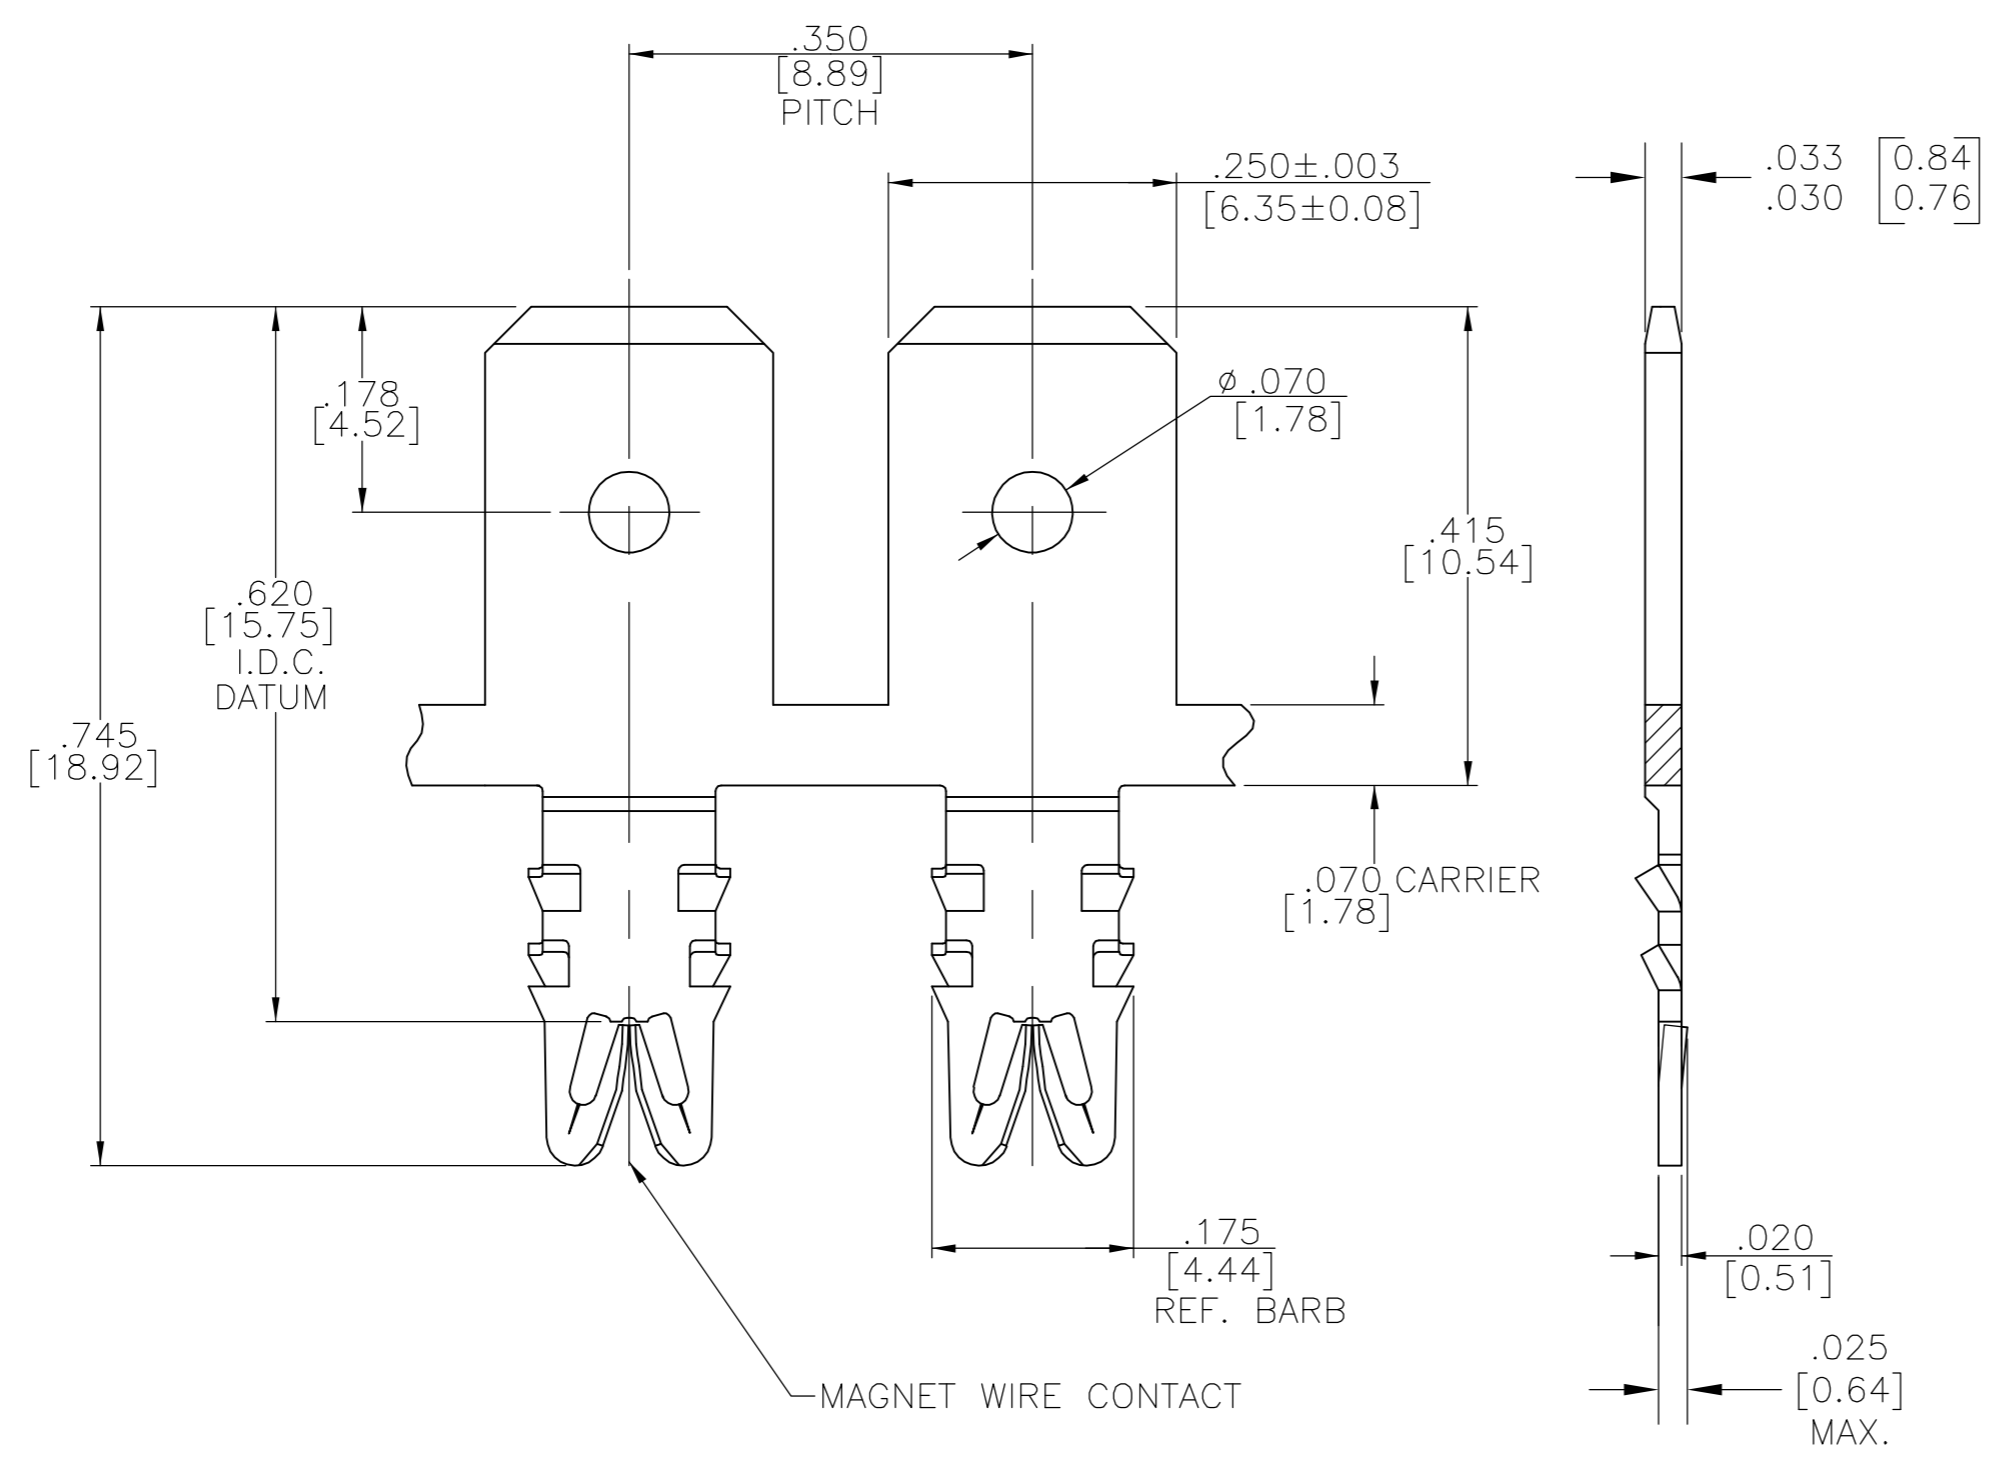 .350
[8.89]
PITCH
.250±.003
[6.35±0.08]
.033 [0.84]
.030 [0.76]
.178
[4.52]
ø .070
[1.78]
.415
[10.54]
.620
[15.75]
I.D.C.
DATUM
.745
[18.92]
.070 CARRIER
[1.78]
.175
[4.44]
REF. BARB
.020
[0.51]
.025
[0.64]
MAX.
MAGNET WIRE CONTACT